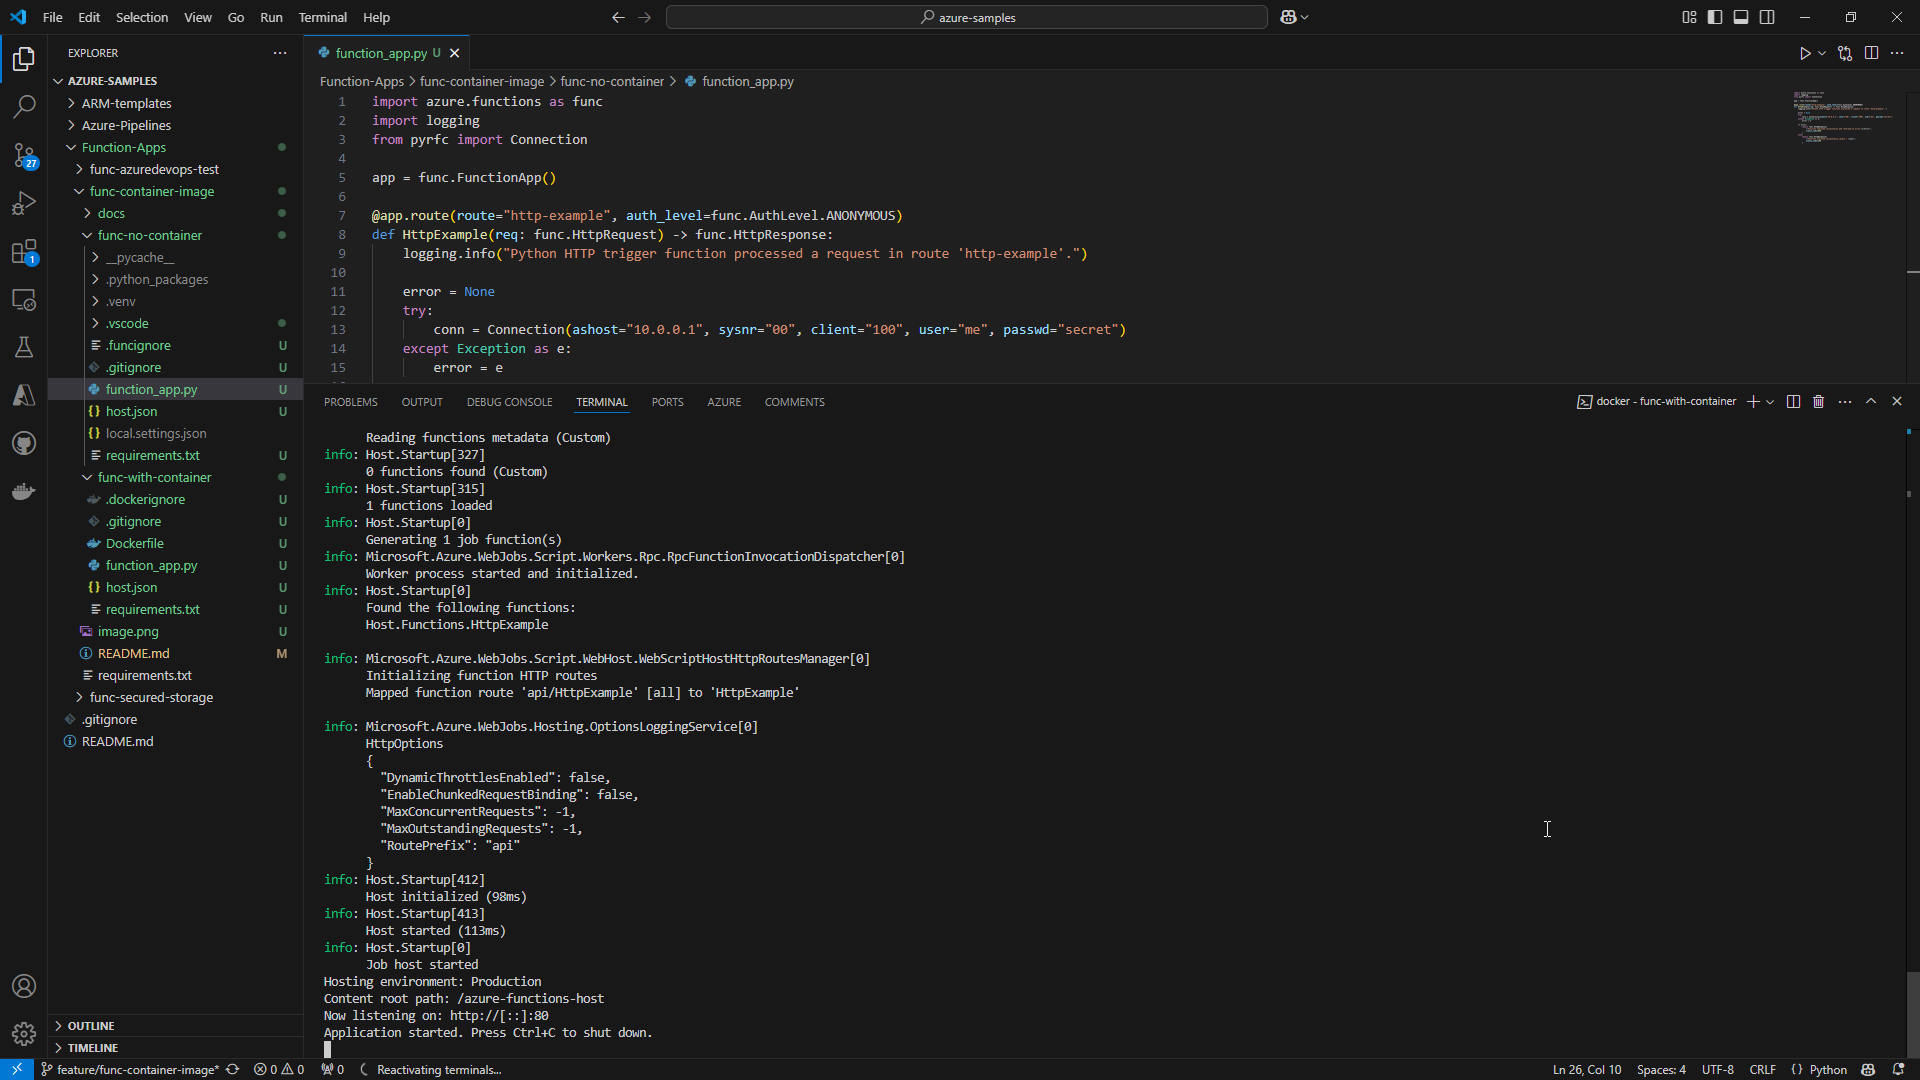 File Edit Selection View Go Run Terminal Help
azure-samples
EXPLORER
AZURE-SAMPLES
ARM-templates
Azure-Pipelines
Function-Apps
func-azuredevops-test
func-container-image
docs
func-no-container
__pycache__
.python_packages
.venv
.vscode
.funcignore U
.gitignore U
function_app.py U
host.json U
local.settings.json
requirements.txt U
func-with-container
.dockerignore U
.gitignore U
Dockerfile U
function_app.py U
host.json U
requirements.txt U
image.png U
README.md M
requirements.txt
func-secured-storage
.gitignore
README.md
OUTLINE
TIMELINE
27
1
function_app.py U
Function-Apps > func-container-image > func-no-container > function_app.py
1 import azure.functions as func
2 import logging
3 from pyrfc import Connection
4
5 app = func.FunctionApp()
6
7 @app.route(route="http-example", auth_level=func.AuthLevel.ANONYMOUS)
8 def HttpExample(req: func.HttpRequest) -> func.HttpResponse:
9 logging.info("Python HTTP trigger function processed a request in route 'http-example'.")
10
11 error = None
12 try:
13 conn = Connection(ashost="10.0.0.1", sysnr="00", client="100", user="me", passwd="secret")
14 except Exception as e:
15 error = e
PROBLEMS OUTPUT DEBUG CONSOLE TERMINAL PORTS AZURE COMMENTS
docker - func-with-container
Reading functions metadata (Custom)
info: Host.Startup[327]
0 functions found (Custom)
info: Host.Startup[315]
1 functions loaded
info: Host.Startup[0]
Generating 1 job function(s)
info: Microsoft.Azure.WebJobs.Script.Workers.Rpc.RpcFunctionInvocationDispatcher[0]
Worker process started and initialized.
info: Host.Startup[0]
Found the following functions:
Host.Functions.HttpExample
info: Microsoft.Azure.WebJobs.Script.WebHost.WebScriptHostHttpRoutesManager[0]
Initializing function HTTP routes
Mapped function route 'api/HttpExample' [all] to 'HttpExample'
info: Microsoft.Azure.WebJobs.Hosting.OptionsLoggingService[0]
HttpOptions
{
"DynamicThrottlesEnabled": false,
"EnableChunkedRequestBinding": false,
"MaxConcurrentRequests": -1,
"MaxOutstandingRequests": -1,
"RoutePrefix": "api"
}
info: Host.Startup[412]
Host initialized (98ms)
info: Host.Startup[413]
Host started (113ms)
info: Host.Startup[0]
Job host started
Hosting environment: Production
Content root path: /azure-functions-host
Now listening on: http://[::]:80
Application started. Press Ctrl+C to shut down.
feature/func-container-image* 0 0 0 Reactivating terminals...
Ln 26, Col 10 Spaces: 4 UTF-8 CRLF {} Python